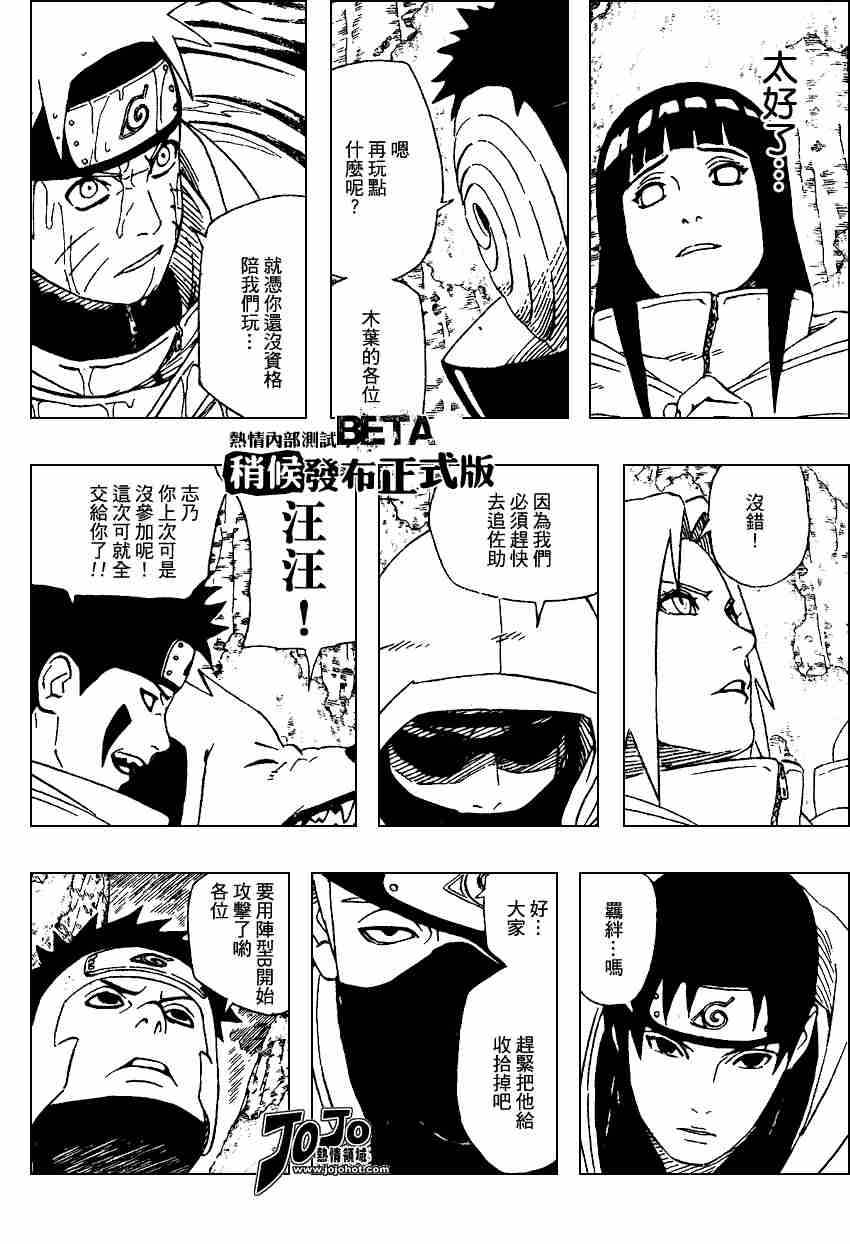 太好了…
嗯
再玩點
什麼呢?
木葉的各位
就憑你還沒資格
陪我們玩…
BETA
熱情內部測試
稍候發布正式版
沒錯!
因為我們
必須趕快
去追佐助
汪汪!
志乃
你上次可是
沒參加呢!
這次可就全
交給你了!!
羈絆…嗎
好…
大家
趕緊把他給
收拾掉吧
要用陣型B開始
攻擊了喲
各位
JOJO
熱情領域
www.jojohot.com